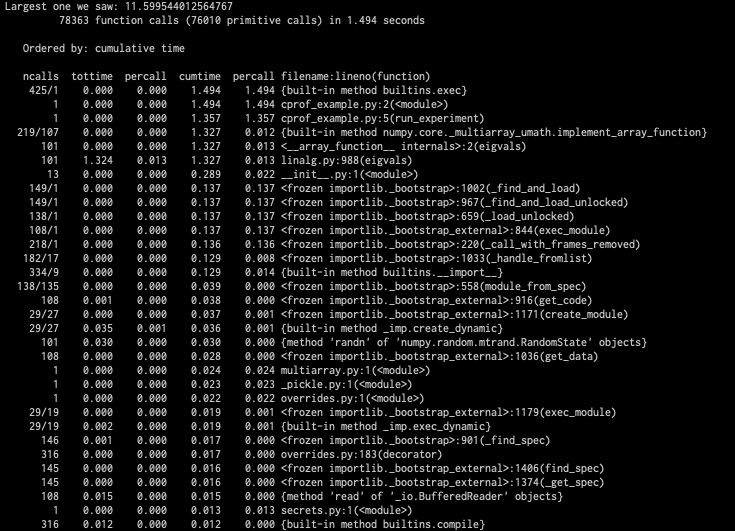 Largest one we saw: 11.599544012564767
78363 function calls (76010 primitive calls) in 1.494 seconds
Ordered by: cumulative time
ncalls tottime percall cumtime percall filename:lineno(function)
425/1 0.000 0.000 1.494 1.494 {built-in method builtins.exec}
1 0.000 0.000 1.494 1.494 cprof_example.py:2(<module>)
1 0.000 0.000 1.357 1.357 cprof_example.py:5(run_experiment)
219/107 0.000 0.000 1.327 0.012 {built-in method numpy.core._multiarray_umath.implement_array_function}
101 0.000 0.000 1.327 0.013 <__array_function__ internals>:2(eigvals)
101 1.324 0.013 1.327 0.013 linalg.py:988(eigvals)
13 0.000 0.000 0.289 0.022 __init__.py:1(<module>)
149/1 0.000 0.000 0.137 0.137 <frozen importlib._bootstrap>:1002(_find_and_load)
149/1 0.000 0.000 0.137 0.137 <frozen importlib._bootstrap>:967(_find_and_load_unlocked)
138/1 0.000 0.000 0.137 0.137 <frozen importlib._bootstrap>:659(_load_unlocked)
108/1 0.000 0.000 0.137 0.137 <frozen importlib._bootstrap_external>:844(exec_module)
218/1 0.000 0.000 0.136 0.136 <frozen importlib._bootstrap>:220(_call_with_frames_removed)
182/17 0.000 0.000 0.129 0.008 <frozen importlib._bootstrap>:1033(_handle_fromlist)
334/9 0.000 0.000 0.129 0.014 {built-in method builtins.__import__}
138/135 0.000 0.000 0.039 0.000 <frozen importlib._bootstrap>:558(module_from_spec)
108 0.001 0.000 0.038 0.000 <frozen importlib._bootstrap_external>:916(get_code)
29/27 0.000 0.000 0.037 0.001 <frozen importlib._bootstrap_external>:1171(create_module)
29/27 0.035 0.001 0.036 0.001 {built-in method _imp.create_dynamic}
101 0.030 0.000 0.030 0.000 {method 'randn' of 'numpy.random.mtrand.RandomState' objects}
108 0.000 0.000 0.028 0.000 <frozen importlib._bootstrap_external>:1036(get_data)
1 0.000 0.000 0.024 0.024 multiarray.py:1(<module>)
1 0.000 0.000 0.023 0.023 _pickle.py:1(<module>)
1 0.000 0.000 0.022 0.022 overrides.py:1(<module>)
29/19 0.000 0.000 0.019 0.001 <frozen importlib._bootstrap_external>:1179(exec_module)
29/19 0.002 0.000 0.019 0.001 {built-in method _imp.exec_dynamic}
146 0.001 0.000 0.017 0.000 <frozen importlib._bootstrap>:901(_find_spec)
316 0.000 0.000 0.017 0.000 overrides.py:183(decorator)
145 0.000 0.000 0.016 0.000 <frozen importlib._bootstrap_external>:1406(find_spec)
145 0.000 0.000 0.016 0.000 <frozen importlib._bootstrap_external>:1374(_get_spec)
108 0.015 0.000 0.015 0.000 {method 'read' of '_io.BufferedReader' objects}
1 0.000 0.000 0.013 0.013 secrets.py:1(<module>)
316 0.012 0.000 0.012 0.000 {built-in method builtins.compile}